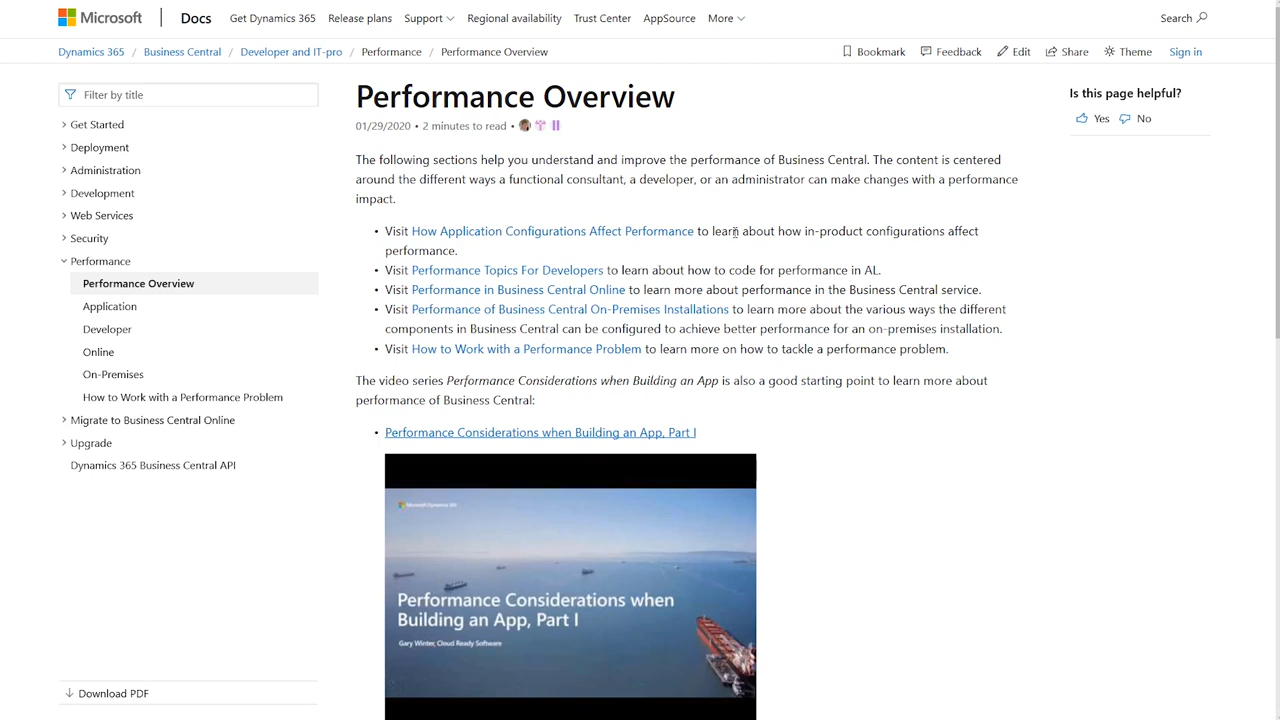 Microsoft
Docs
Get Dynamics 365
Release plans
Support
Regional availability
Trust Center
AppSource
More
Search
Dynamics 365 / Business Central / Developer and IT-pro / Performance / Performance Overview
Bookmark
Feedback
Edit
Share
Theme
Sign in
Filter by title
Get Started
Deployment
Administration
Development
Web Services
Security
Performance
Performance Overview
Application
Developer
Online
On-Premises
How to Work with a Performance Problem
Migrate to Business Central Online
Upgrade
Dynamics 365 Business Central API
Download PDF
Performance Overview
01/29/2020 • 2 minutes to read •
The following sections help you understand and improve the performance of Business Central. The content is centered
around the different ways a functional consultant, a developer, or an administrator can make changes with a performance
impact.
• Visit How Application Configurations Affect Performance to learn about how in-product configurations affect
performance.
• Visit Performance Topics For Developers to learn about how to code for performance in AL.
• Visit Performance in Business Central Online to learn more about performance in the Business Central service.
• Visit Performance of Business Central On-Premises Installations to learn more about the various ways the different
components in Business Central can be configured to achieve better performance for an on-premises installation.
• Visit How to Work with a Performance Problem to learn more on how to tackle a performance problem.
The video series Performance Considerations when Building an App is also a good starting point to learn more about
performance of Business Central:
• Performance Considerations when Building an App, Part I
Microsoft Dynamics 365
Performance Considerations when
Building an App, Part I
Gary Winter, Cloud Ready Software
Is this page helpful?
Yes
No